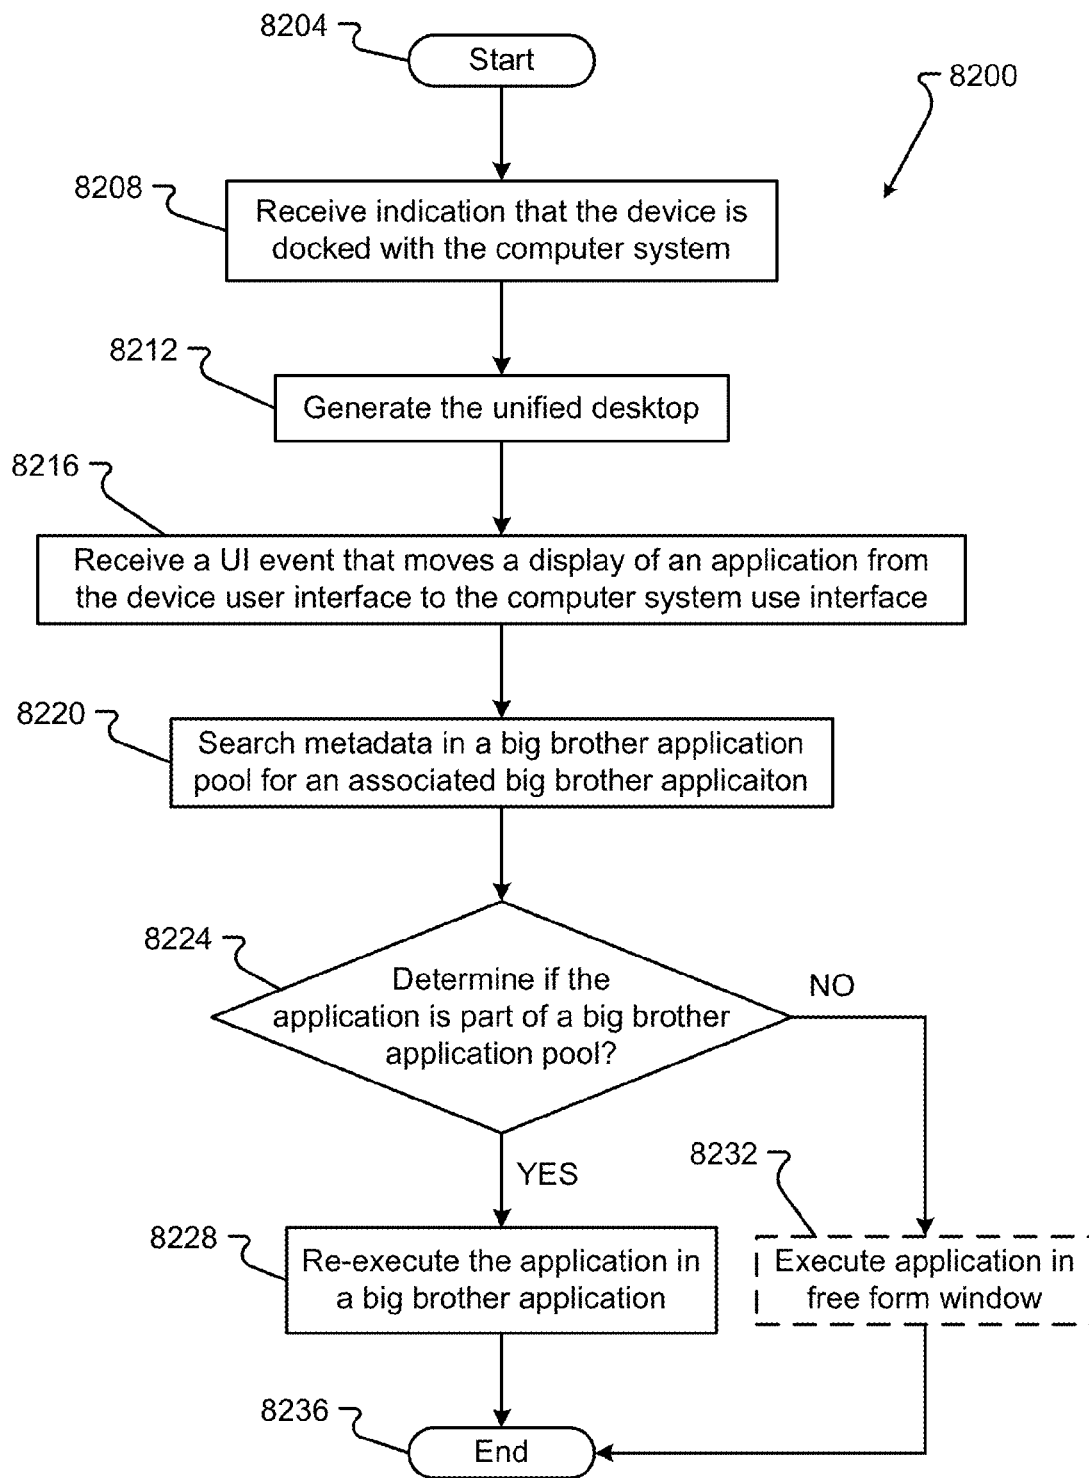 8204
Start
8200
8208
Receive indication that the device is
docked with the computer system
8212
Generate the unified desktop
8216
Receive a UI event that moves a display of an application from
the device user interface to the computer system use interface
8220
Search metadata in a big brother application
pool for an associated big brother applicaiton
8224
Determine if the
application is part of a big brother
application pool?
NO
YES
8232
8228
Re-execute the application in
a big brother application
Execute application in
free form window
8236
End